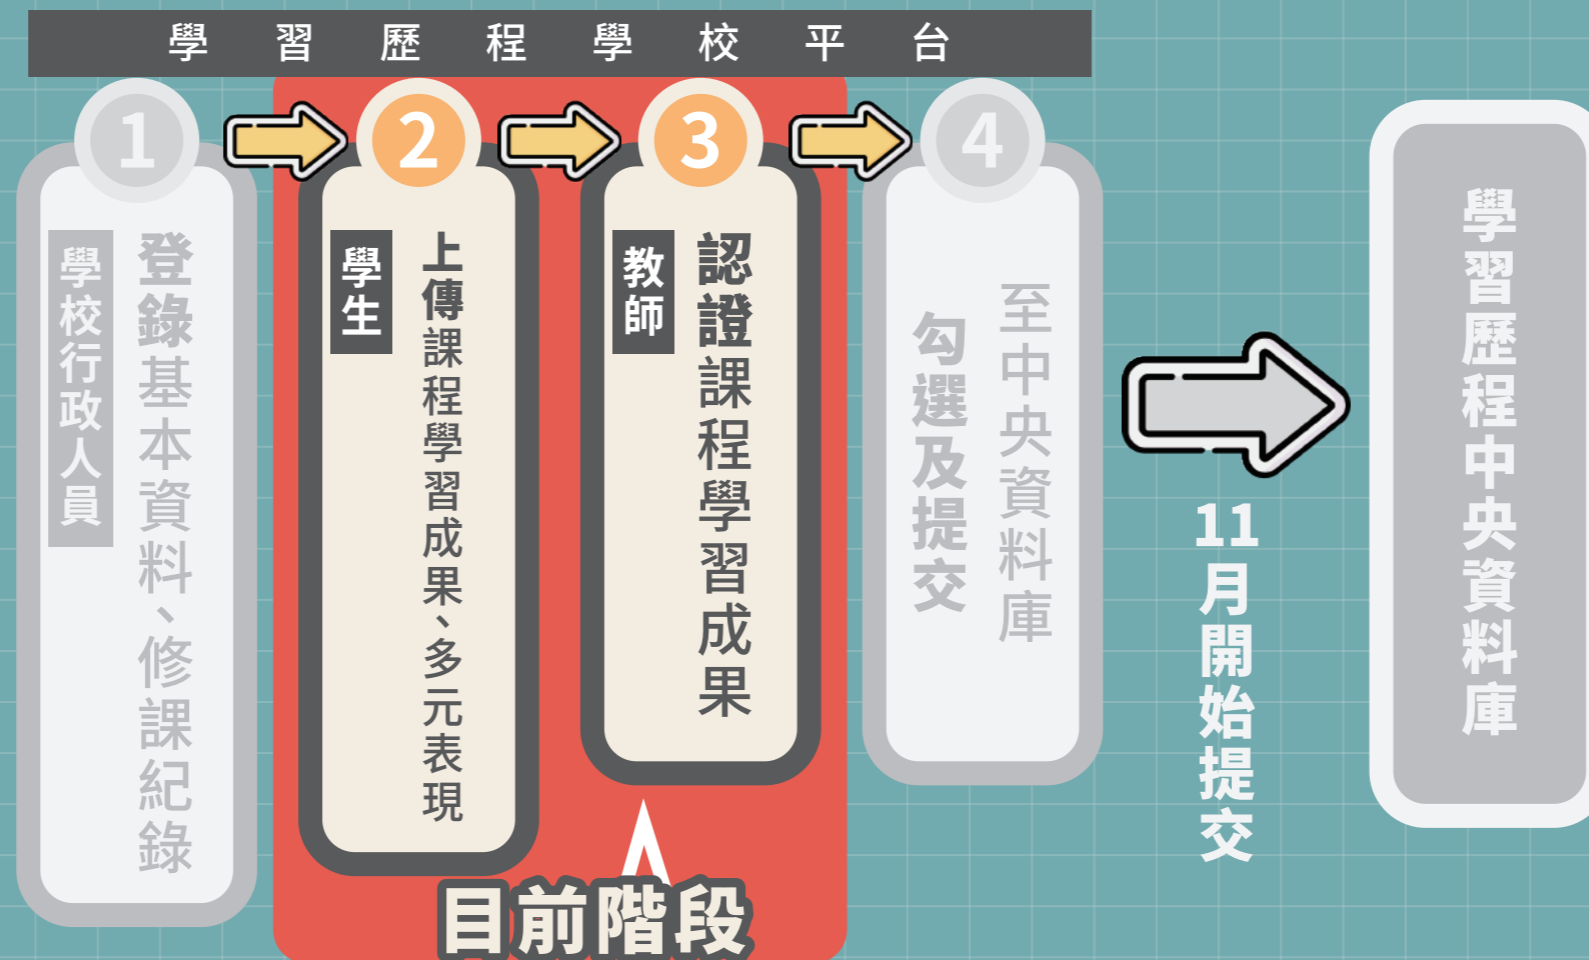 學習歷程學校平台
1
學校行政人員
登錄基本資料、修課紀錄
2
學生
上傳課程學習成果、多元表現
3
教師
認證課程學習成果
4
至中央資料庫
勾選及提交
11月開始提交
學習歷程中央資料庫
目前階段